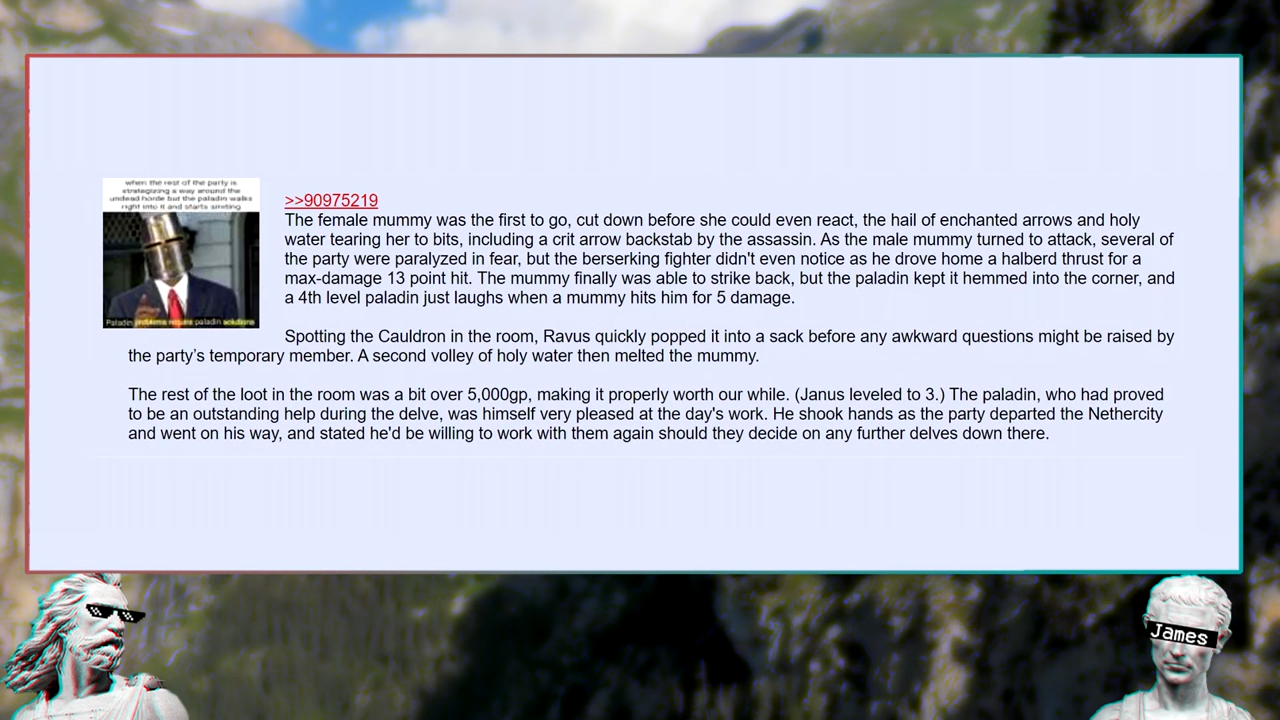 when the rest of the party is
strategizing a way around the
undead horde but the paladin walks
right into it and starts smiting
Paladin problems require paladin solutions
>>90975219
The female mummy was the first to go, cut down before she could even react, the hail of enchanted arrows and holy
water tearing her to bits, including a crit arrow backstab by the assassin. As the male mummy turned to attack, several of
the party were paralyzed in fear, but the berserking fighter didn't even notice as he drove home a halberd thrust for a
max-damage 13 point hit. The mummy finally was able to strike back, but the paladin kept it hemmed into the corner, and
a 4th level paladin just laughs when a mummy hits him for 5 damage.
Spotting the Cauldron in the room, Ravus quickly popped it into a sack before any awkward questions might be raised by
the party’s temporary member. A second volley of holy water then melted the mummy.
The rest of the loot in the room was a bit over 5,000gp, making it properly worth our while. (Janus leveled to 3.) The paladin, who had proved
to be an outstanding help during the delve, was himself very pleased at the day's work. He shook hands as the party departed the Nethercity
and went on his way, and stated he'd be willing to work with them again should they decide on any further delves down there.
James